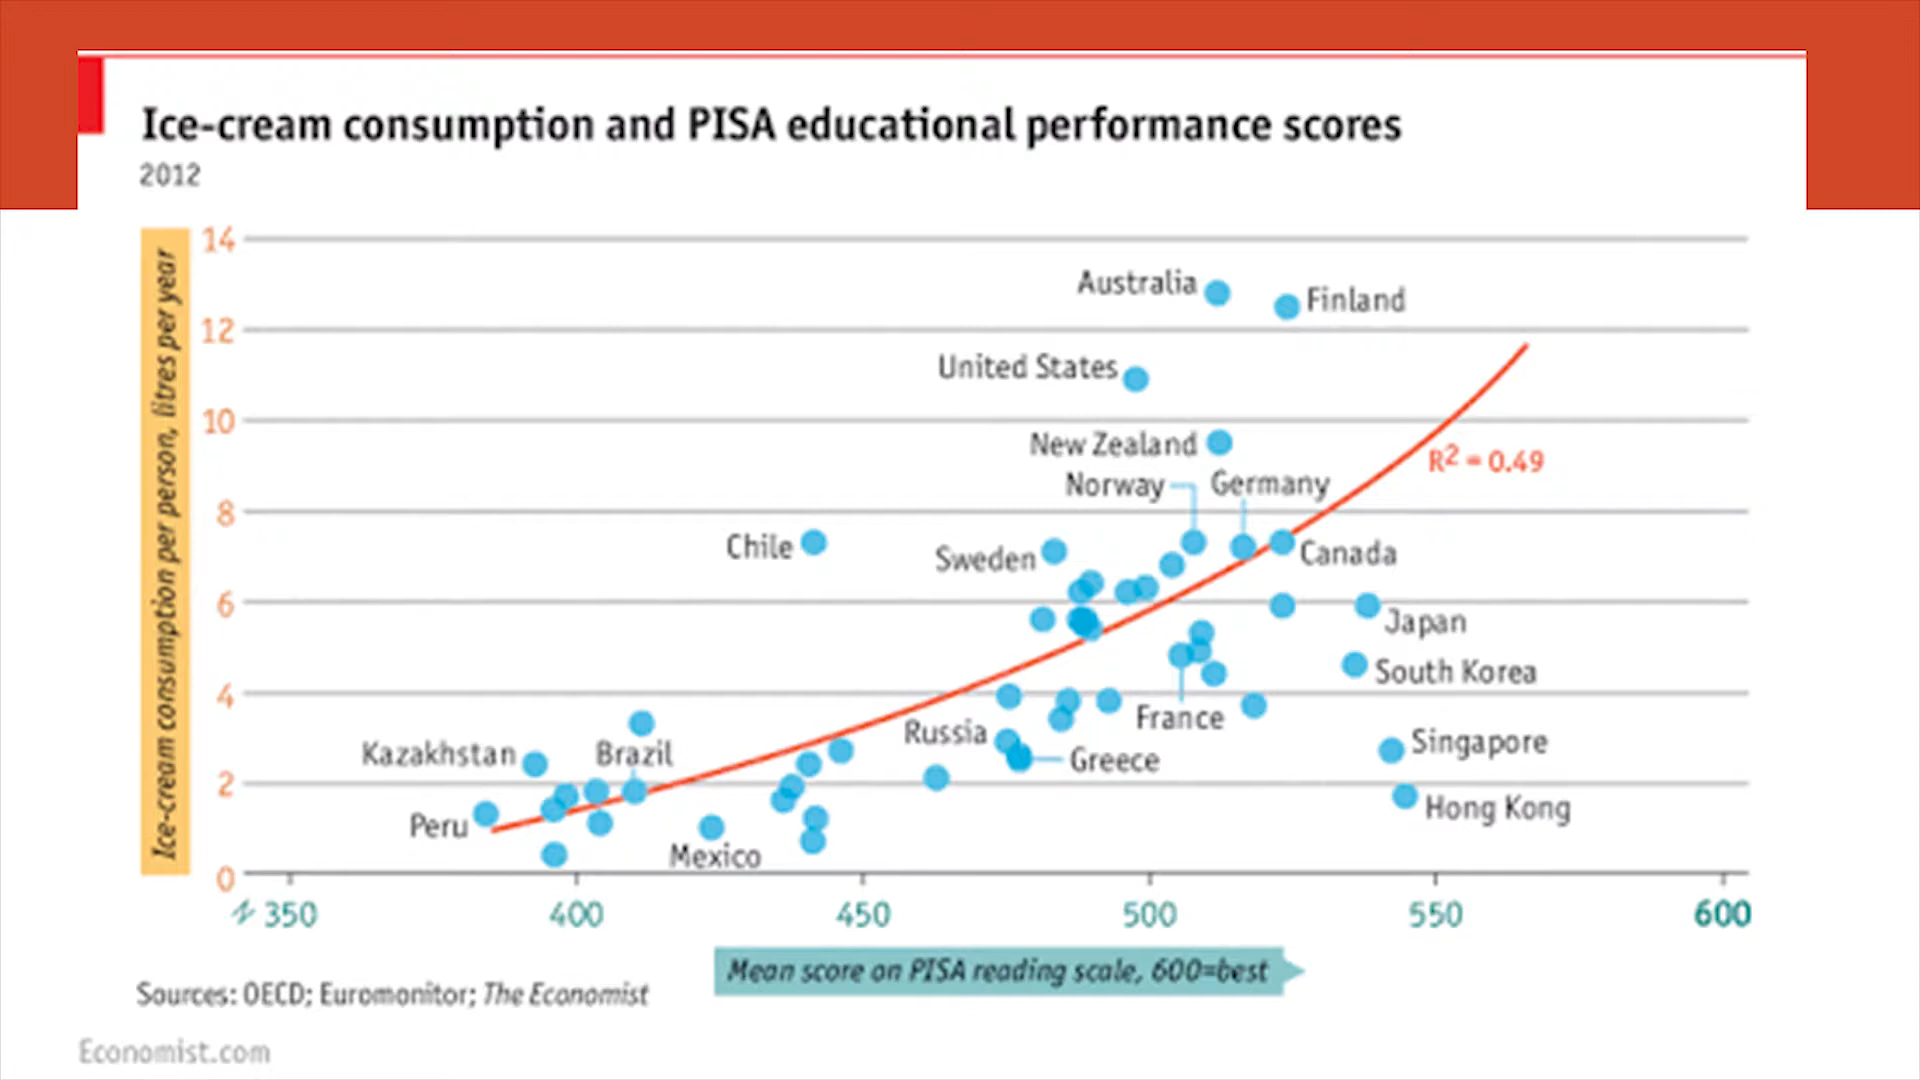 Ice-cream consumption and PISA educational performance scores
2012
Ice-cream consumption per person, litres per year
14
12
10
8
6
4
2
0
Australia
Finland
United States
New Zealand
R² = 0.49
Norway
Germany
Chile
Sweden
Canada
Japan
South Korea
France
Russia
Singapore
Kazakhstan
Brazil
Greece
Hong Kong
Peru
Mexico
350 400 450 500 550 600
Mean score on PISA reading scale, 600=best
Sources: OECD; Euromonitor; The Economist
Economist.com